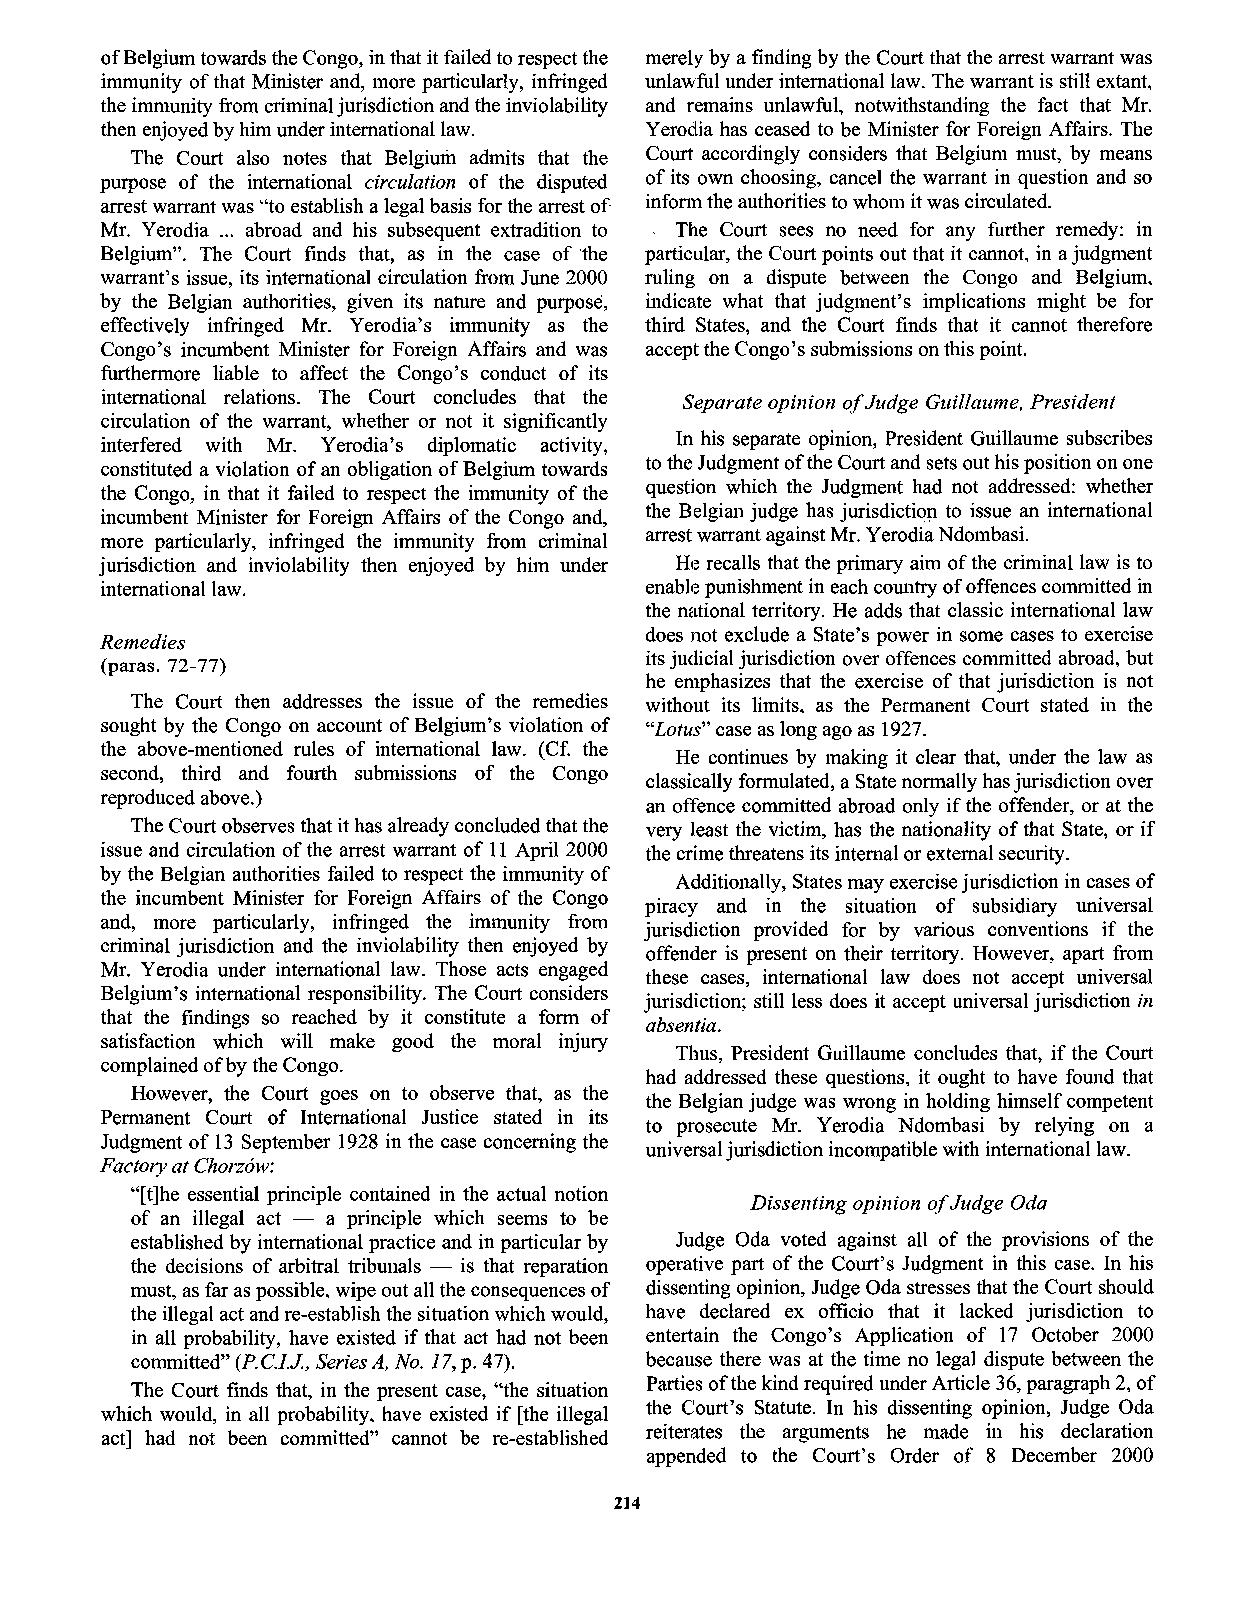 of Belgium towards the Congo, in that it failed to respect the
immunity of that Minister and, more particularly, infringed
the immunity from criminal jurisdiction and the inviolability
then enjoyed by him under international law.
The Court also notes that Belgium admits that the
purpose of the international circulation of the disputed
arrest warrant was “to establish a legal basis for the arrest of
Mr. Yerodia ... abroad and his subsequent extradition to
Belgium”. The Court finds that, as in the case of the
warrant’s issue, its international circulation from June 2000
by the Belgian authorities, given its nature and purpose,
effectively infringed Mr. Yerodia’s immunity as the
Congo’s incumbent Minister for Foreign Affairs and was
furthermore liable to affect the Congo’s conduct of its
international relations. The Court concludes that the
circulation of the warrant, whether or not it significantly
interfered with Mr. Yerodia’s diplomatic activity,
constituted a violation of an obligation of Belgium towards
the Congo, in that it failed to respect the immunity of the
incumbent Minister for Foreign Affairs of the Congo and,
more particularly, infringed the immunity from criminal
jurisdiction and inviolability then enjoyed by him under
international law.
Remedies
(paras. 72-77)
The Court then addresses the issue of the remedies
sought by the Congo on account of Belgium’s violation of
the above-mentioned rules of international law. (Cf. the
second, third and fourth submissions of the Congo
reproduced above.)
The Court observes that it has already concluded that the
issue and circulation of the arrest warrant of 11 April 2000
by the Belgian authorities failed to respect the immunity of
the incumbent Minister for Foreign Affairs of the Congo
and, more particularly, infringed the immunity from
criminal jurisdiction and the inviolability then enjoyed by
Mr. Yerodia under international law. Those acts engaged
Belgium’s international responsibility. The Court considers
that the findings so reached by it constitute a form of
satisfaction which will make good the moral injury
complained of by the Congo.
However, the Court goes on to observe that, as the
Permanent Court of International Justice stated in its
Judgment of 13 September 1928 in the case concerning the
Factory at Chorzów:
“[t]he essential principle contained in the actual notion
of an illegal act — a principle which seems to be
established by international practice and in particular by
the decisions of arbitral tribunals — is that reparation
must, as far as possible, wipe out all the consequences of
the illegal act and re-establish the situation which would,
in all probability, have existed if that act had not been
committed” (P.C.I.J., Series A, No. 17, p. 47).
The Court finds that, in the present case, “the situation
which would, in all probability, have existed if [the illegal
act] had not been committed” cannot be re-established
merely by a finding by the Court that the arrest warrant was
unlawful under international law. The warrant is still extant,
and remains unlawful, notwithstanding the fact that Mr.
Yerodia has ceased to be Minister for Foreign Affairs. The
Court accordingly considers that Belgium must, by means
of its own choosing, cancel the warrant in question and so
inform the authorities to whom it was circulated.
The Court sees no need for any further remedy: in
particular, the Court points out that it cannot, in a judgment
ruling on a dispute between the Congo and Belgium,
indicate what that judgment’s implications might be for
third States, and the Court finds that it cannot therefore
accept the Congo’s submissions on this point.
Separate opinion of Judge Guillaume, President
In his separate opinion, President Guillaume subscribes
to the Judgment of the Court and sets out his position on one
question which the Judgment had not addressed: whether
the Belgian judge has jurisdiction to issue an international
arrest warrant against Mr. Yerodia Ndombasi.
He recalls that the primary aim of the criminal law is to
enable punishment in each country of offences committed in
the national territory. He adds that classic international law
does not exclude a State’s power in some cases to exercise
its judicial jurisdiction over offences committed abroad, but
he emphasizes that the exercise of that jurisdiction is not
without its limits, as the Permanent Court stated in the
“Lotus” case as long ago as 1927.
He continues by making it clear that, under the law as
classically formulated, a State normally has jurisdiction over
an offence committed abroad only if the offender, or at the
very least the victim, has the nationality of that State, or if
the crime threatens its internal or external security.
Additionally, States may exercise jurisdiction in cases of
piracy and in the situation of subsidiary universal
jurisdiction provided for by various conventions if the
offender is present on their territory. However, apart from
these cases, international law does not accept universal
jurisdiction; still less does it accept universal jurisdiction in
absentia.
Thus, President Guillaume concludes that, if the Court
had addressed these questions, it ought to have found that
the Belgian judge was wrong in holding himself competent
to prosecute Mr. Yerodia Ndombasi by relying on a
universal jurisdiction incompatible with international law.
Dissenting opinion of Judge Oda
Judge Oda voted against all of the provisions of the
operative part of the Court’s Judgment in this case. In his
dissenting opinion, Judge Oda stresses that the Court should
have declared ex officio that it lacked jurisdiction to
entertain the Congo’s Application of 17 October 2000
because there was at the time no legal dispute between the
Parties of the kind required under Article 36, paragraph 2, of
the Court’s Statute. In his dissenting opinion, Judge Oda
reiterates the arguments he made in his declaration
appended to the Court’s Order of 8 December 2000
214